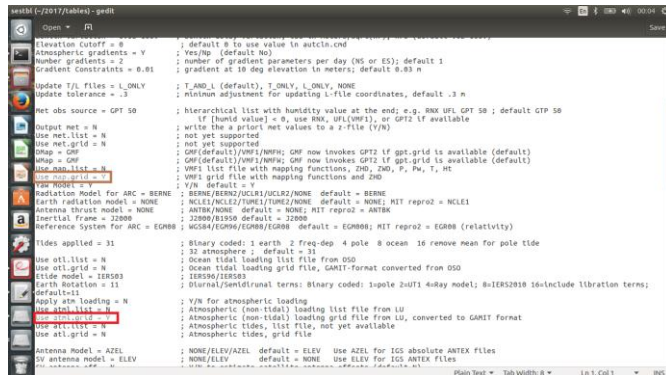 sestbl (~/2017/tables) - gedit
En
00:04
Open
Save
Elevation Cutoff = 0 ; default 0 to use value in autcln.cmd
Atmospheric gradients = Y ; Yes/Np (default No)
Number gradients = 2 ; number of gradient parameters per day (NS or ES); default 1
Gradient Constraints = 0.01 ; gradient at 10 deg elevation in meters; default 0.03 m
Update T/L files = L_ONLY ; T_AND_L (default), T_ONLY, L_ONLY, NONE
Update tolerance = .3 ; minimum adjustment for updating L-file coordinates, default .3 m
Met obs source = GPT 50 ; hierarchical list with humidity value at the end; e.g. RNX UFL GPT 50 ; default GTP 50
if [humid value] < 0, use RNX, UFL(VMF1), or GPT2 if available
Output met = N ; write the a priori met values to a z-file (Y/N)
Use met.list = N ; not yet supported
Use met.grid = N ; not yet supported
DMap = GMF ; GMF(default)/VMF1/NMFH; GMF now invokes GPT2 if gpt.grid is available (default)
WMap = GMF ; GMF(default)/VMF1/NMFW; GMF now invokes GPT2 if gpt.grid is available (default)
Use map.list = N ; VMF1 list file with mapping functions, ZHD, ZWD, P, Pw, T, Ht
Use map.grid = Y ; VMF1 grid file with mapping functions and ZHD
Yaw Model = Y ; Y/N default = Y
Radiation Model for ARC = BERNE ; BERNE/BERN2/UCLR1/UCLR2/NONE default = BERNE
Earth radiation model = NONE ; NCLE1/NCLE2/TUME1/TUME2/NONE default = NONE; MIT repro2 = NCLE1
Antenna thrust model = NONE ; ANTBK/NONE default = NONE; MIT repro2 = ANTBK
Inertial frame = J2000 ; J2000/B1950 default = J2000
Reference System for ARC = EGM08 ; WGS84/EGM96/EGM08/EGR08 default = EGM008; MIT repro2 = EGR08 (relativity)
Tides applied = 31 ; Binary coded: 1 earth 2 freq-dep 4 pole 8 ocean 16 remove mean for pole tide
; 32 atmosphere ; default = 31
Use otl.list = N ; Ocean tidal loading list file from OSO
Use otl.grid = N ; Ocean tidal loading grid file, GAMIT-format converted from OSO
Etide model = IERS03 ; IERS96/IERS03
Earth Rotation = 11 ; Diurnal/Semidirunal terms: Binary coded: 1=pole 2=UT1 4=Ray model; 8=IERS2010 16=include libration terms;
default=11
Apply atm loading = N ; Y/N for atmospheric loading
Use atml.list = N ; Atmospheric (non-tidal) loading list file from LU
Use atml.grid = Y ; Atmospheric (non-tidal) loading grid file from LU, converted to GAMIT format
Use atl.list = N ; Atmospheric tides, list file, not yet available
Use atl.grid = N ; Atmospheric tides, grid file
Antenna Model = AZEL ; NONE/ELEV/AZEL default = ELEV Use AZEL for IGS absolute ANTEX files
SV antenna model = ELEV ; NONE/ELEV default = NONE Use ELEV for IGS ANTEX files
Plain Text Tab Width: 8 Ln 1, Col 1 INS